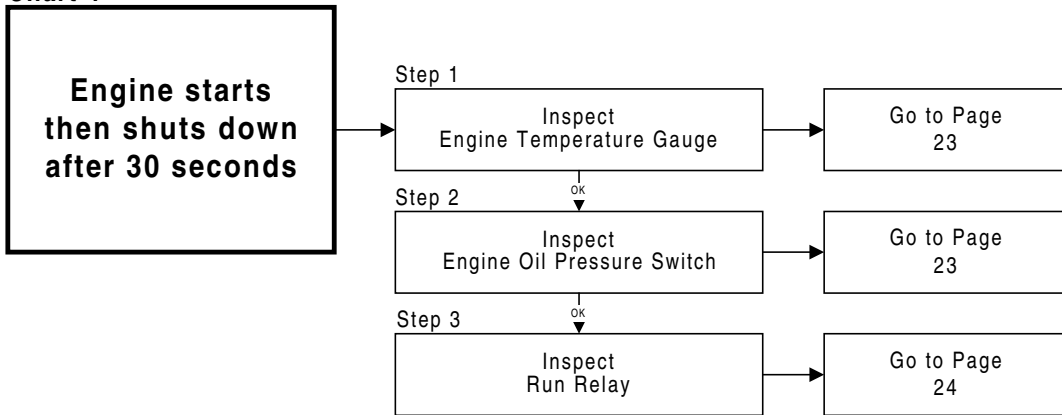 Engine starts
then shuts down
after 30 seconds
Step 1
Inspect
Engine Temperature Gauge
Go to Page
23
OK
Step 2
Inspect
Engine Oil Pressure Switch
Go to Page
23
OK
Step 3
Inspect
Run Relay
Go to Page
24